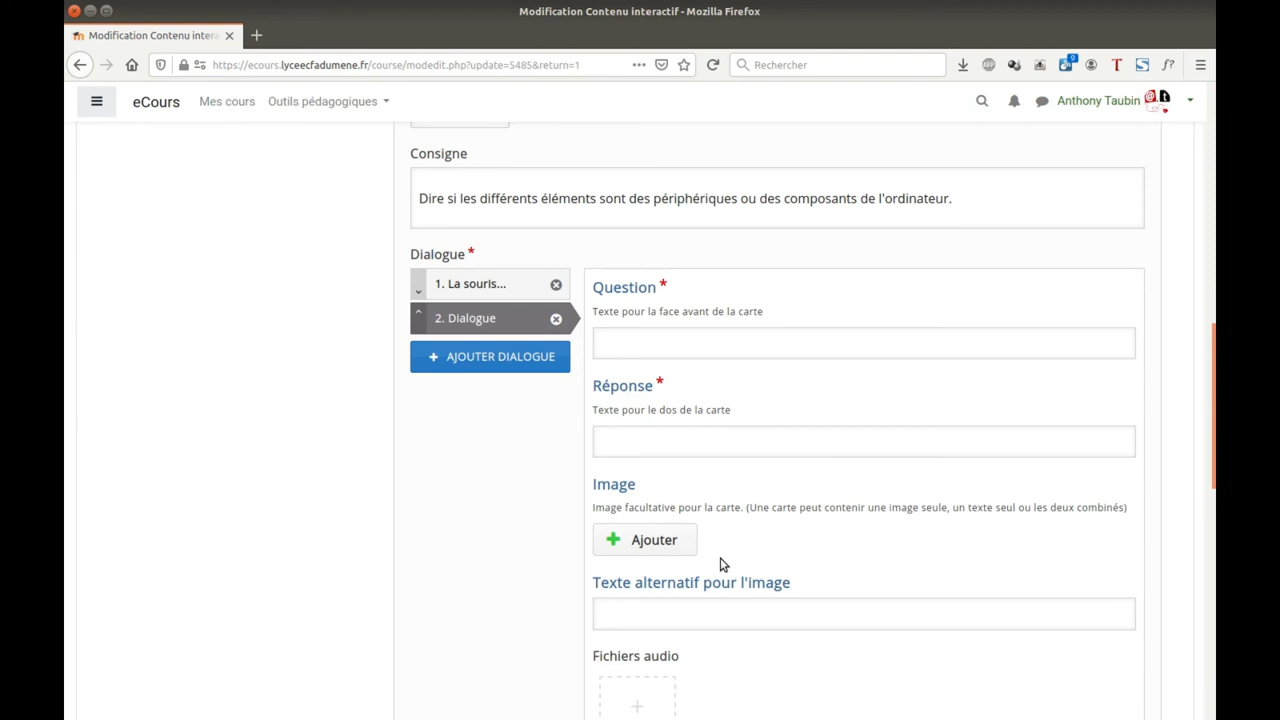 Modification Contenu interactif - Mozilla Firefox
Modification Contenu intera
https://ecours.lyceecfadumene.fr/course/modedit.php?update=5485&return=1
Rechercher
9
eCours
Mes cours
Outils pédagogiques
Anthony Taubin
Consigne
Dire si les différents éléments sont des périphériques ou des composants de l'ordinateur.
Dialogue *
1. La souris...
2. Dialogue
+ AJOUTER DIALOGUE
Question *
Texte pour la face avant de la carte
Réponse *
Texte pour le dos de la carte
Image
Image facultative pour la carte. (Une carte peut contenir une image seule, un texte seul ou les deux combinés)
Ajouter
Texte alternatif pour l'image
Fichiers audio